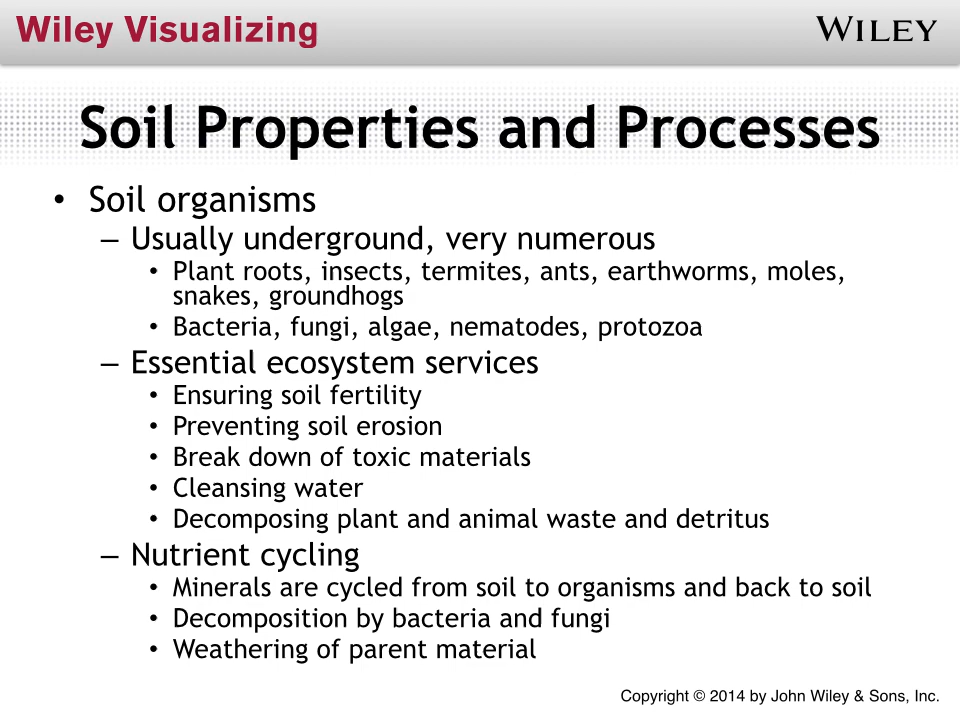 Wiley Visualizing
WILEY
Soil Properties and Processes
• Soil organisms
– Usually underground, very numerous
• Plant roots, insects, termites, ants, earthworms, moles,
snakes, groundhogs
• Bacteria, fungi, algae, nematodes, protozoa
– Essential ecosystem services
• Ensuring soil fertility
• Preventing soil erosion
• Break down of toxic materials
• Cleansing water
• Decomposing plant and animal waste and detritus
– Nutrient cycling
• Minerals are cycled from soil to organisms and back to soil
• Decomposition by bacteria and fungi
• Weathering of parent material
Copyright © 2014 by John Wiley & Sons, Inc.